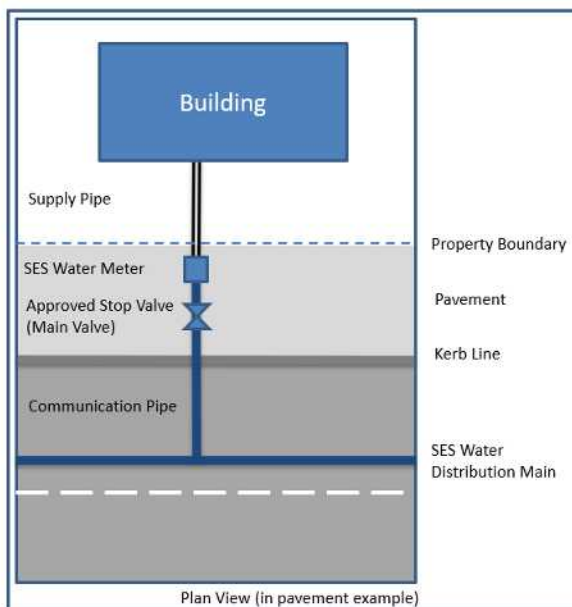 Building
Supply Pipe
Property Boundary
SES Water Meter
Pavement
Approved Stop Valve
(Main Valve)
Kerb Line
Communication Pipe
SES Water
Distribution Main
Plan View (in pavement example)